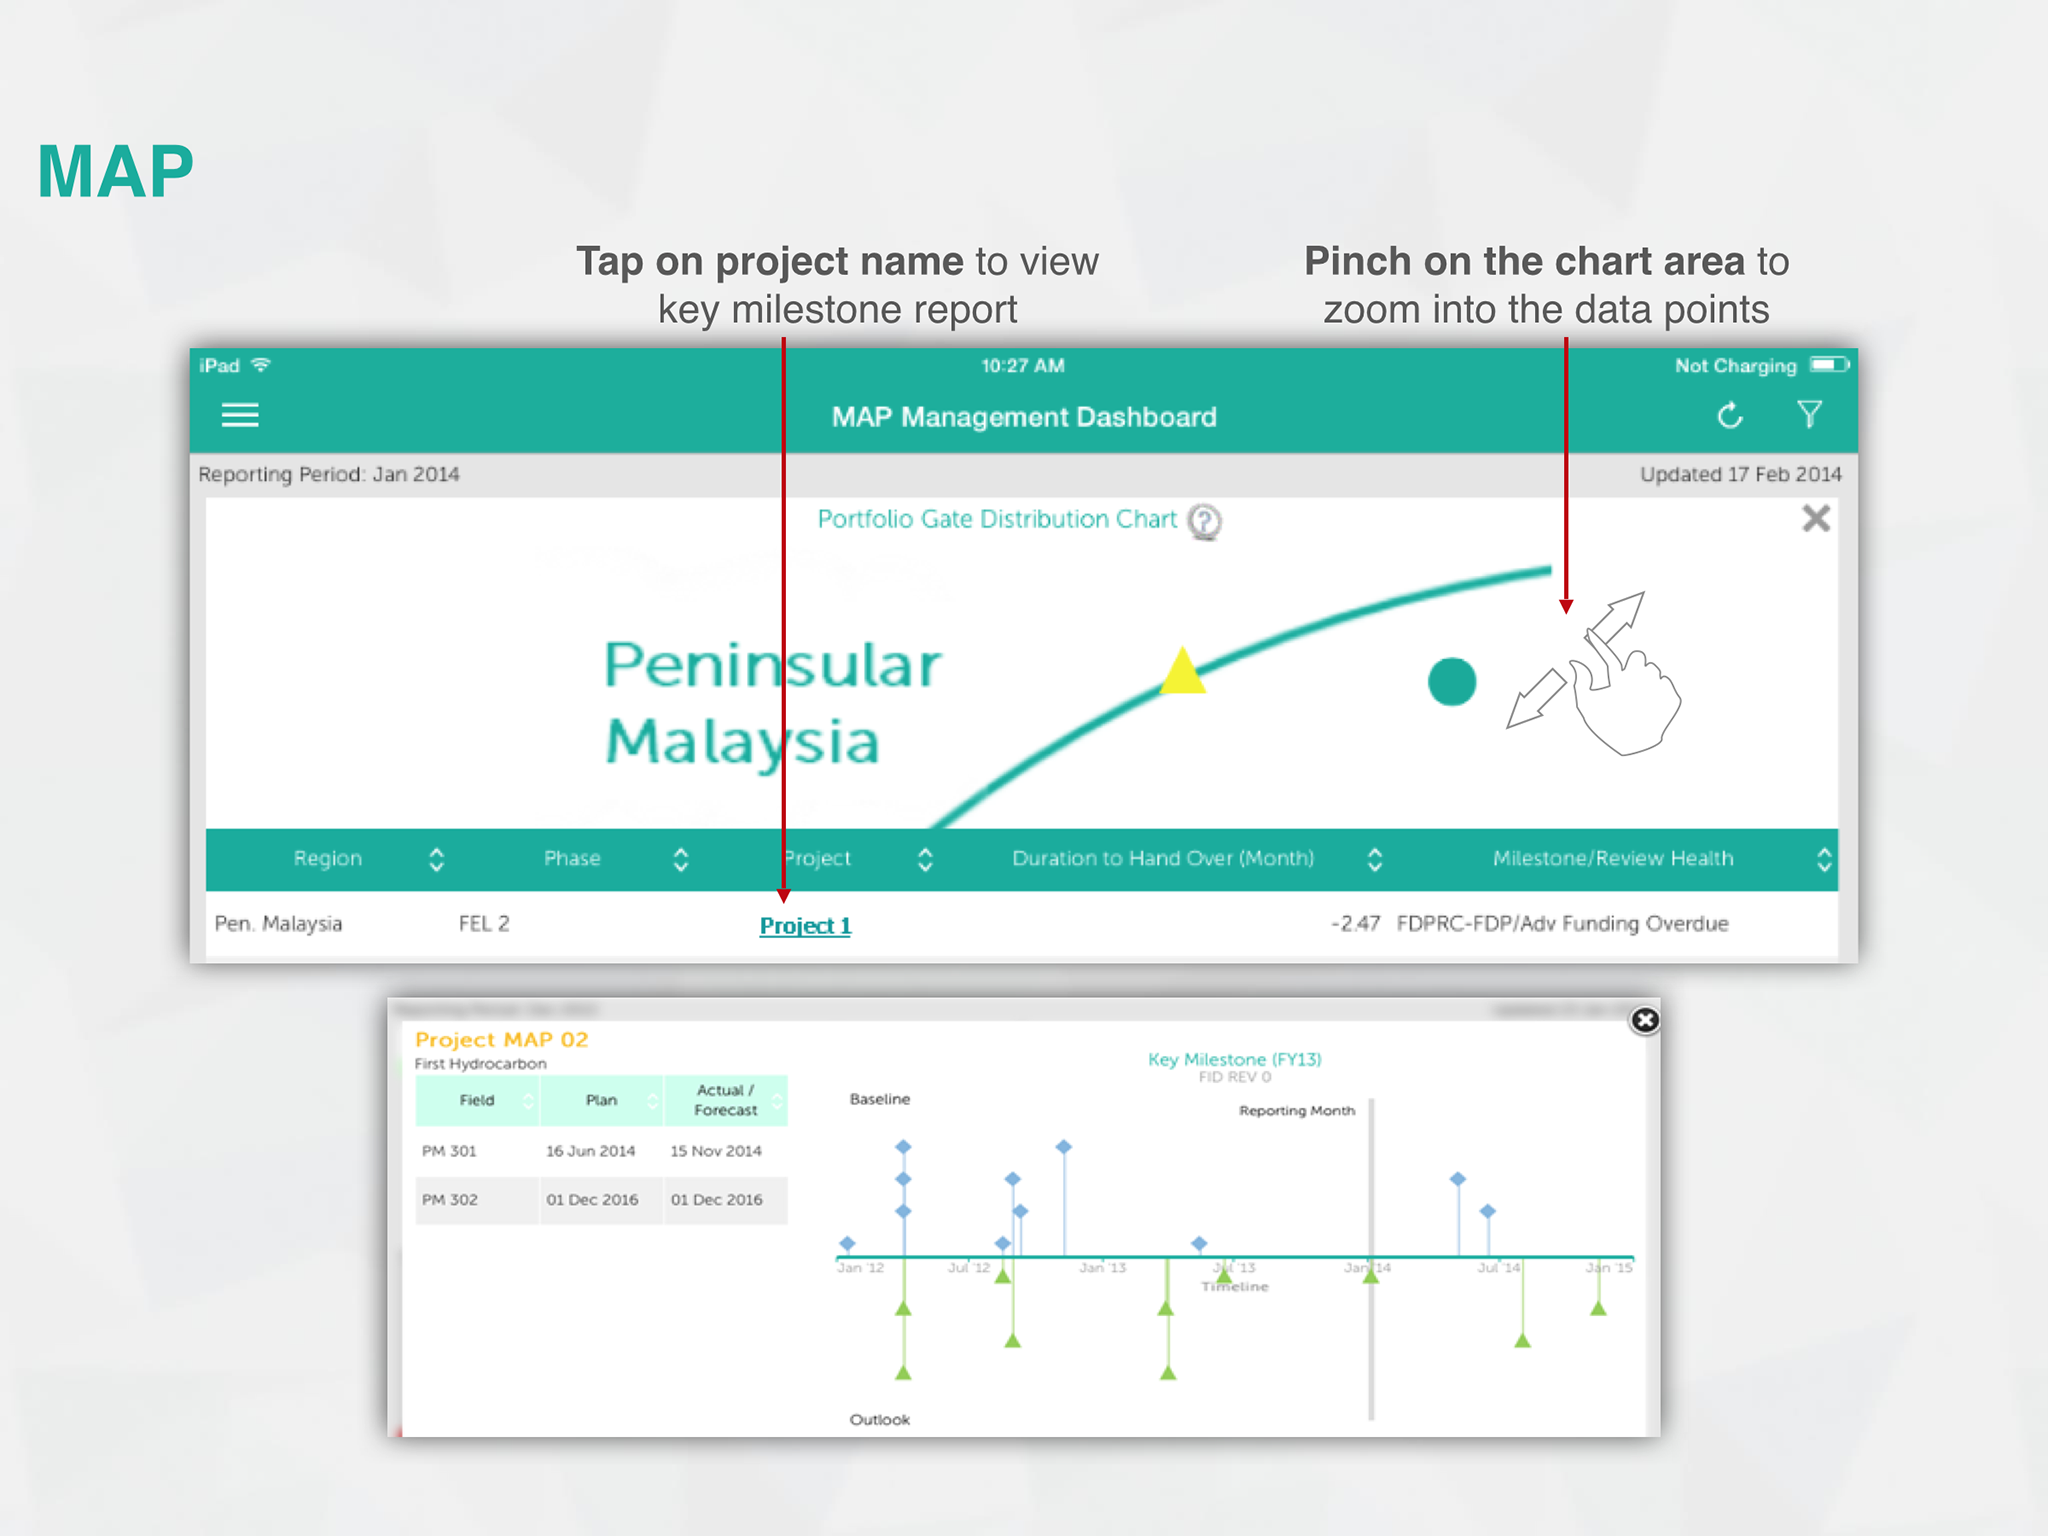 MAP
Tap on project name to view
key milestone report
Pinch on the chart area to
zoom into the data points
iPad
10:27 AM
Not Charging
MAP Management Dashboard
Reporting Period: Jan 2014
Updated 17 Feb 2014
Portfolio Gate Distribution Chart ?
Peninsular
Malaysia
Region Phase Project Duration to Hand Over (Month) Milestone/Review Health
Pen. Malaysia FEL 2 Project 1 -2.47 FDPRC-FDP/Adv Funding Overdue
Project MAP 02
First Hydrocarbon
Field Plan Actual /
Forecast
PM 301 16 Jun 2014 15 Nov 2014
PM 302 01 Dec 2016 01 Dec 2016
Key Milestone (FY13)
FID REV 0
Baseline
Reporting Month
Jan '12 Jul '12 Jan '13 Jul '13 Jan '14 Jul '14 Jan '15
Timeline
Outlook